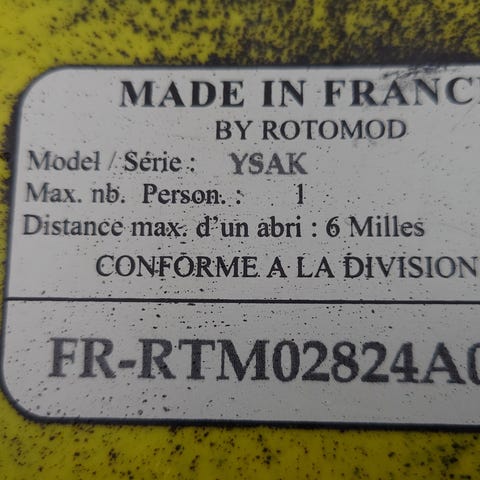 MADE IN FRANC
BY ROTOMOD
Model / Série : YSAK
Max. nb. Person. : 1
Distance max. d'un abri : 6 Milles
CONFORME A LA DIVISION
FR-RTM02824A0